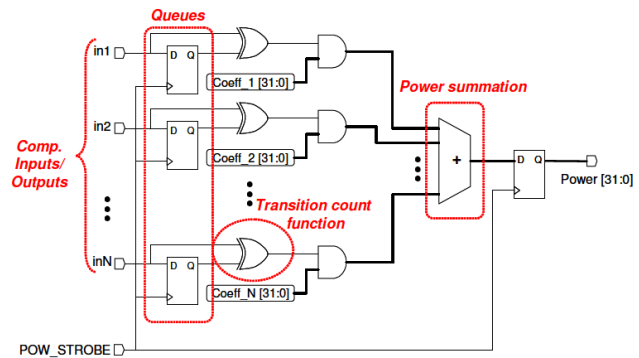 Queues
in1
D Q
Coeff_1 [31:0]
Power summation
in2
D Q
Coeff_2 [31:0]
Comp.
Inputs/
Outputs
+
D Q
Power [31:0]
Transition count
function
inN
D Q
Coeff_N [31:0]
POW_STROBE